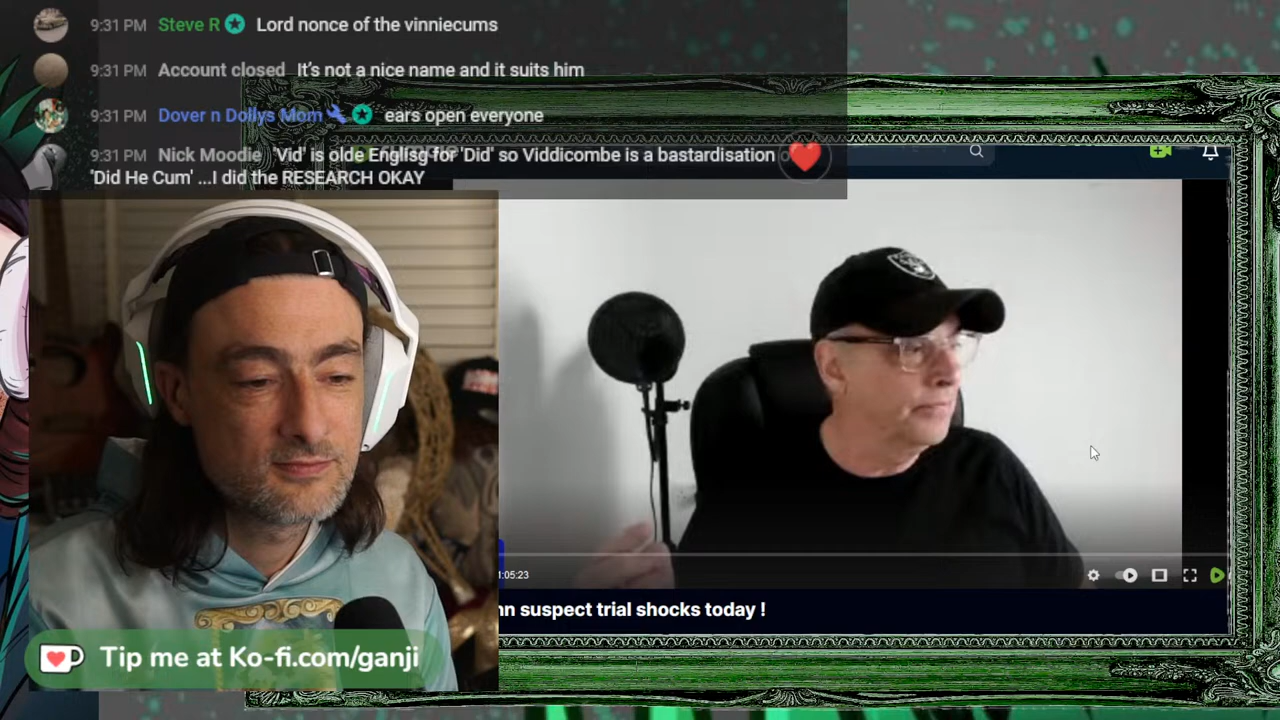 9:31 PM Steve R Lord nonce of the vinniecums
9:31 PM Account closed It's not a nice name and it suits him
9:31 PM Dover n Dollys Mom ears open everyone
9:31 PM Nick Moodie 'Vid' is olde Englisg for 'Did' so Viddicombe is a bastardisation
'Did He Cum' ...I did the RESEARCH OKAY
1:05:23
nn suspect trial shocks today !
Tip me at Ko-fi.com/ganji